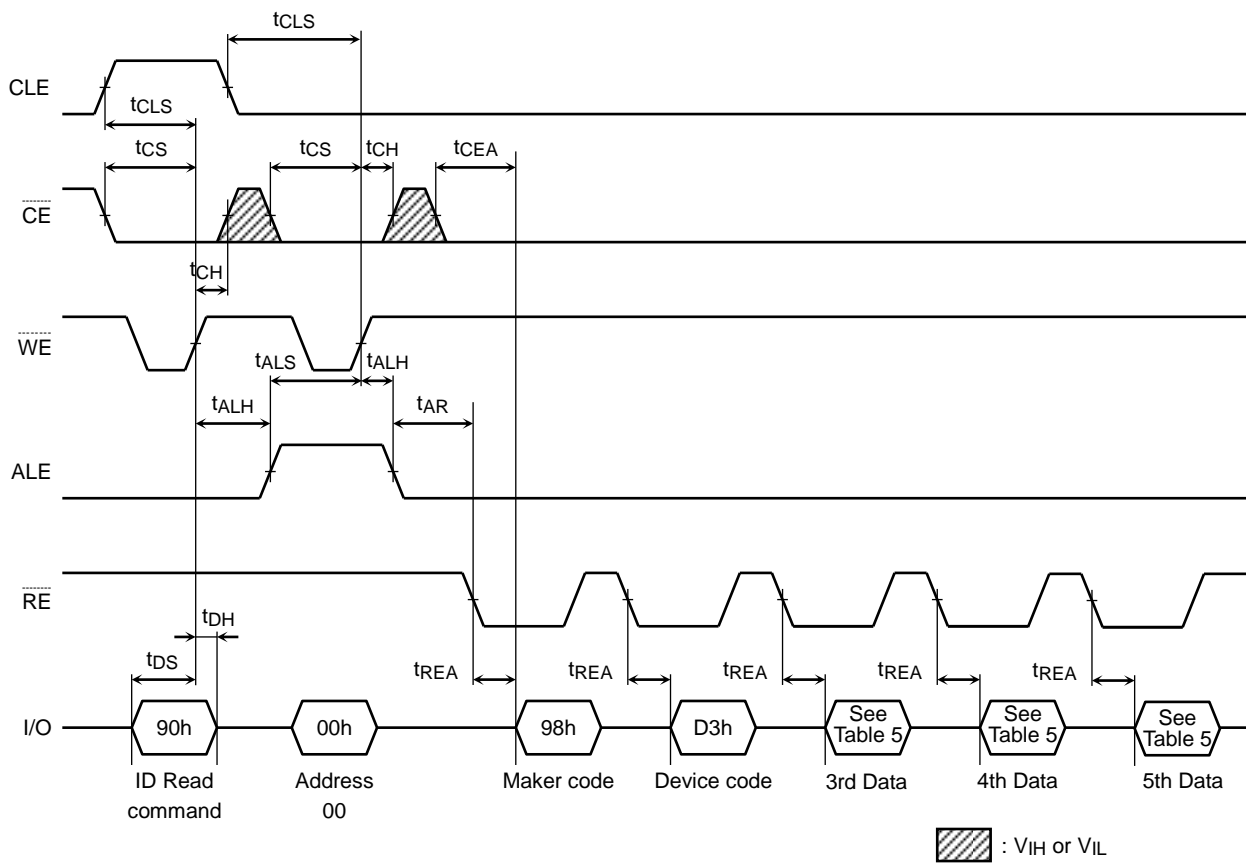 tCLS
CLE
tCLS
tCS tCS tCH tCEA
CE
tCH
WE
tALS tALH
tALH tAR
ALE
RE
tDH
tDS tREA tREA tREA tREA tREA
I/O 90h 00h 98h D3h See Table 5 See Table 5 See Table 5
ID Read command Address 00 Maker code Device code 3rd Data 4th Data 5th Data
: VIH or VIL